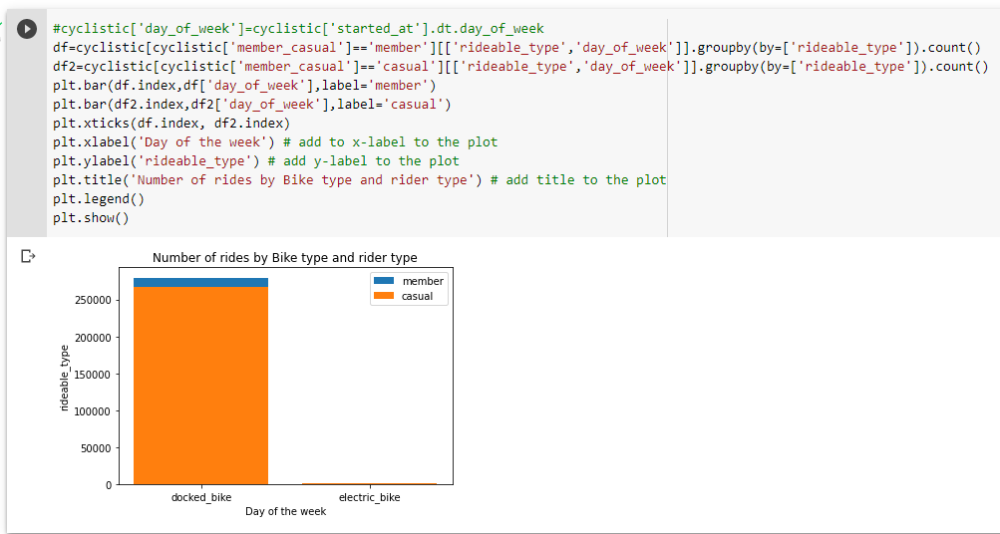 #cyclistic['day_of_week']=cyclistic['started_at'].dt.day_of_week
df=cyclistic[cyclistic['member_casual']=='member'][['rideable_type','day_of_week']].groupby(by=['rideable_type']).count()
df2=cyclistic[cyclistic['member_casual']=='casual'][['rideable_type','day_of_week']].groupby(by=['rideable_type']).count()
plt.bar(df.index,df['day_of_week'],label='member')
plt.bar(df2.index,df2['day_of_week'],label='casual')
plt.xticks(df.index, df2.index)
plt.xlabel('Day of the week') # add to x-label to the plot
plt.ylabel('rideable_type') # add y-label to the plot
plt.title('Number of rides by Bike type and rider type') # add title to the plot
plt.legend()
plt.show()
Number of rides by Bike type and rider type
member
casual
250000
200000
150000
100000
50000
0
rideable_type
docked_bike
electric_bike
Day of the week